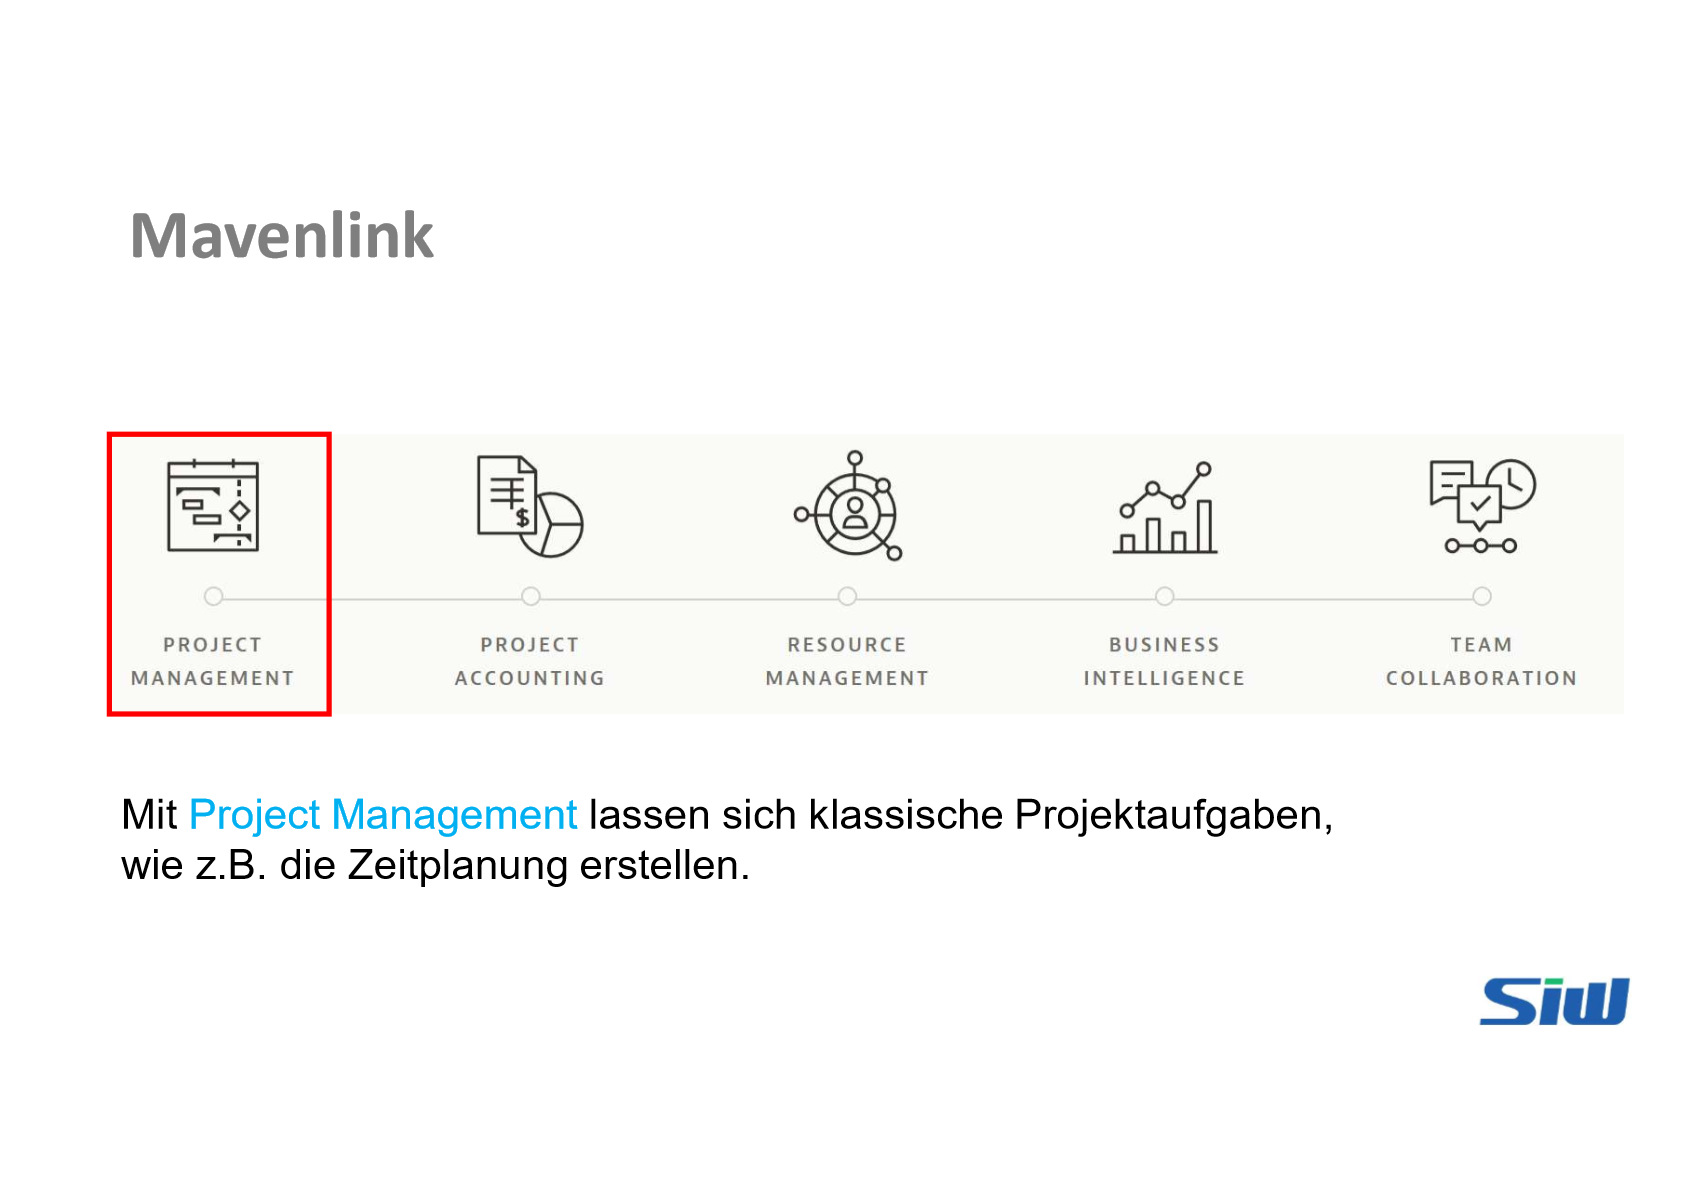 Mavenlink
PROJECT
MANAGEMENT
PROJECT
ACCOUNTING
RESOURCE
MANAGEMENT
BUSINESS
INTELLIGENCE
TEAM
COLLABORATION
$
Mit Project Management lassen sich klassische Projektaufgaben,
wie z.B. die Zeitplanung erstellen.
SiW